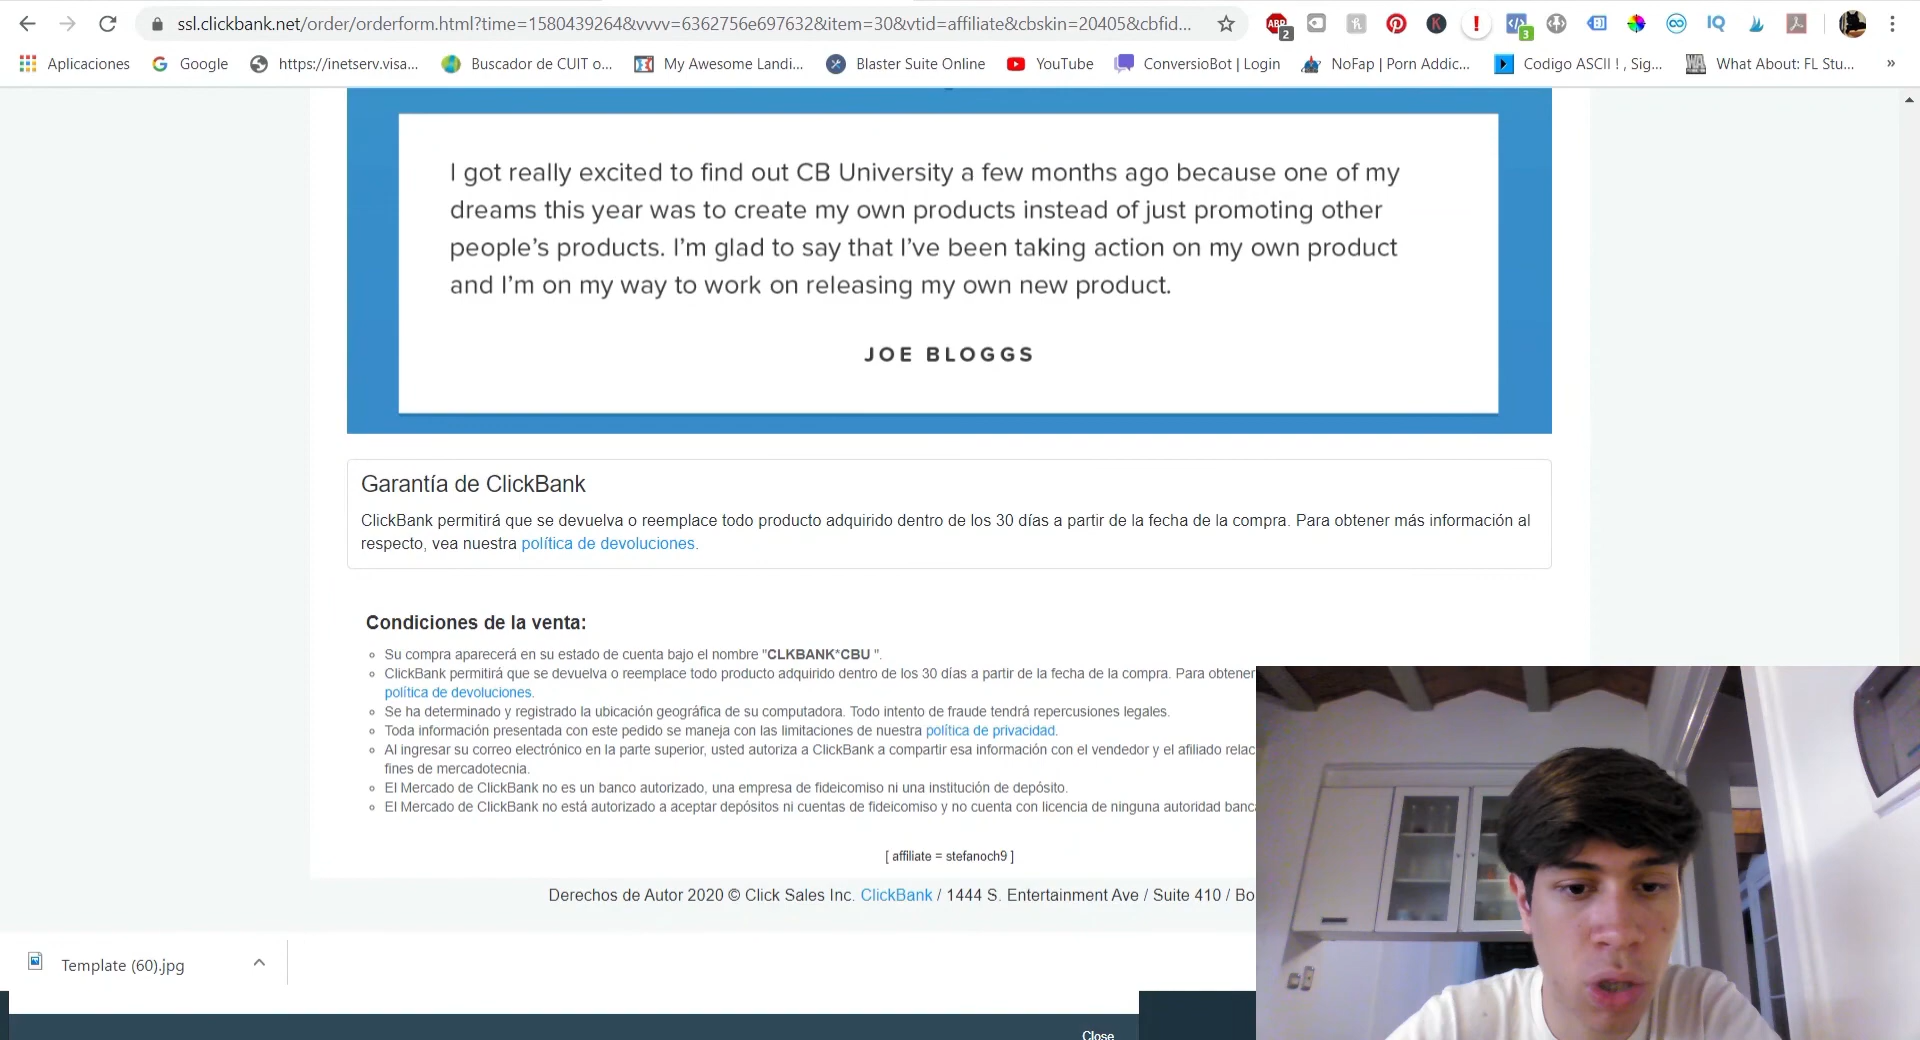 ssl.clickbank.net/order/orderform.html?time=1580439264&vvvv=6362756e697632&item=30&vtid=affiliate&cbskin=20405&cbfid...
ABP
2
K
!
3
IQ
Aplicaciones
Google
https://inetserv.visa...
Buscador de CUIT o...
My Awesome Landi...
Blaster Suite Online
YouTube
ConversioBot | Login
NoFap | Porn Addic...
Codigo ASCII ! , Sig...
What About: FL Stu...
»
I got really excited to find out CB University a few months ago because one of my
dreams this year was to create my own products instead of just promoting other
people’s products. I’m glad to say that I’ve been taking action on my own product
and I’m on my way to work on releasing my own new product.
JOE BLOGGS
Garantía de ClickBank
ClickBank permitirá que se devuelva o reemplace todo producto adquirido dentro de los 30 días a partir de la fecha de la compra. Para obtener más información al
respecto, vea nuestra política de devoluciones.
Condiciones de la venta:
Su compra aparecerá en su estado de cuenta bajo el nombre "CLKBANK*CBU ".
ClickBank permitirá que se devuelva o reemplace todo producto adquirido dentro de los 30 días a partir de la fecha de la compra. Para obtener
política de devoluciones.
Se ha determinado y registrado la ubicación geográfica de su computadora. Todo intento de fraude tendrá repercusiones legales.
Toda información presentada con este pedido se maneja con las limitaciones de nuestra política de privacidad.
Al ingresar su correo electrónico en la parte superior, usted autoriza a ClickBank a compartir esa información con el vendedor y el afiliado relac
fines de mercadotecnia.
El Mercado de ClickBank no es un banco autorizado, una empresa de fideicomiso ni una institución de depósito.
El Mercado de ClickBank no está autorizado a aceptar depósitos ni cuentas de fideicomiso y no cuenta con licencia de ninguna autoridad banca
[ affiliate = stefanoch9 ]
Derechos de Autor 2020 © Click Sales Inc. ClickBank / 1444 S. Entertainment Ave / Suite 410 / Bo
Template (60).jpg
Close